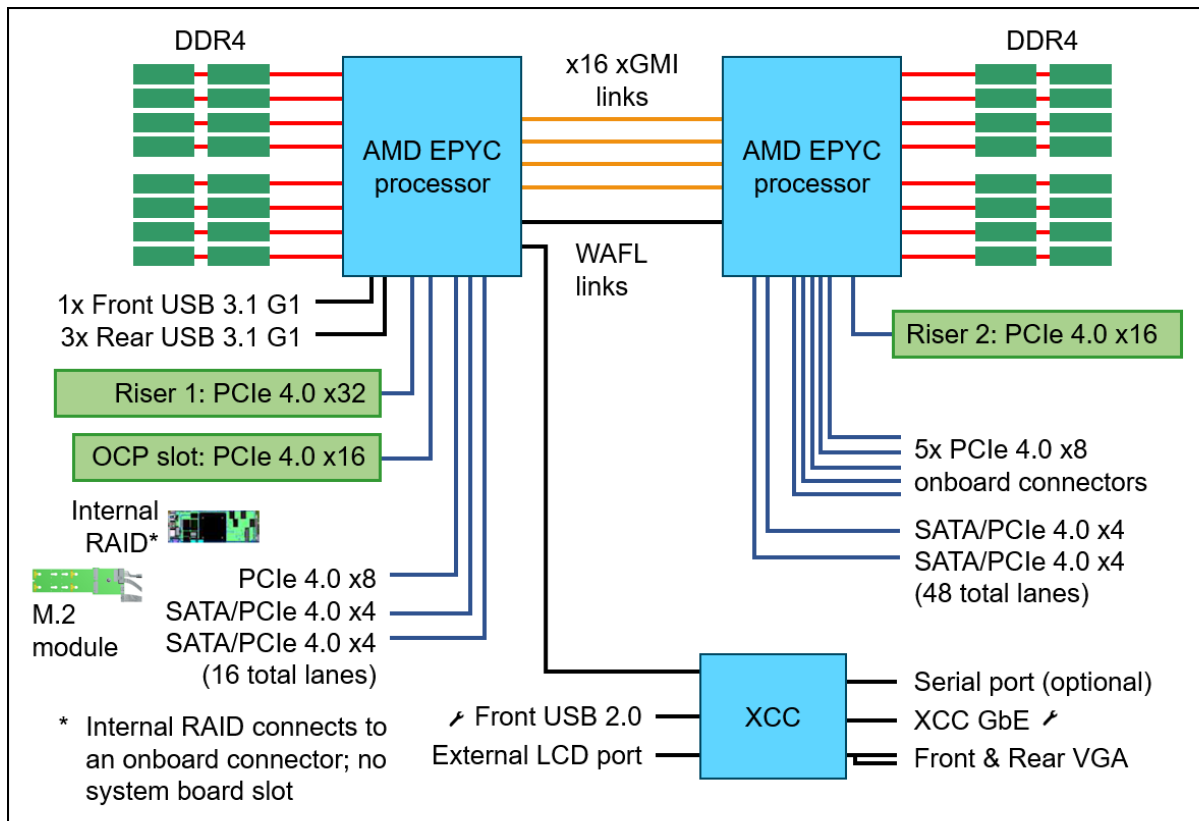 DDR4
DDR4
x16 xGMI
links
AMD EPYC
processor
AMD EPYC
processor
WAFL
links
1x Front USB 3.1 G1
3x Rear USB 3.1 G1
Riser 1: PCIe 4.0 x32
OCP slot: PCIe 4.0 x16
Internal
RAID*
M.2
module
PCIe 4.0 x8
SATA/PCIe 4.0 x4
SATA/PCIe 4.0 x4
(16 total lanes)
* Internal RAID connects to
an onboard connector; no
system board slot
Riser 2: PCIe 4.0 x16
5x PCIe 4.0 x8
onboard connectors
SATA/PCIe 4.0 x4
SATA/PCIe 4.0 x4
(48 total lanes)
Front USB 2.0
External LCD port
XCC
Serial port (optional)
XCC GbE
Front & Rear VGA